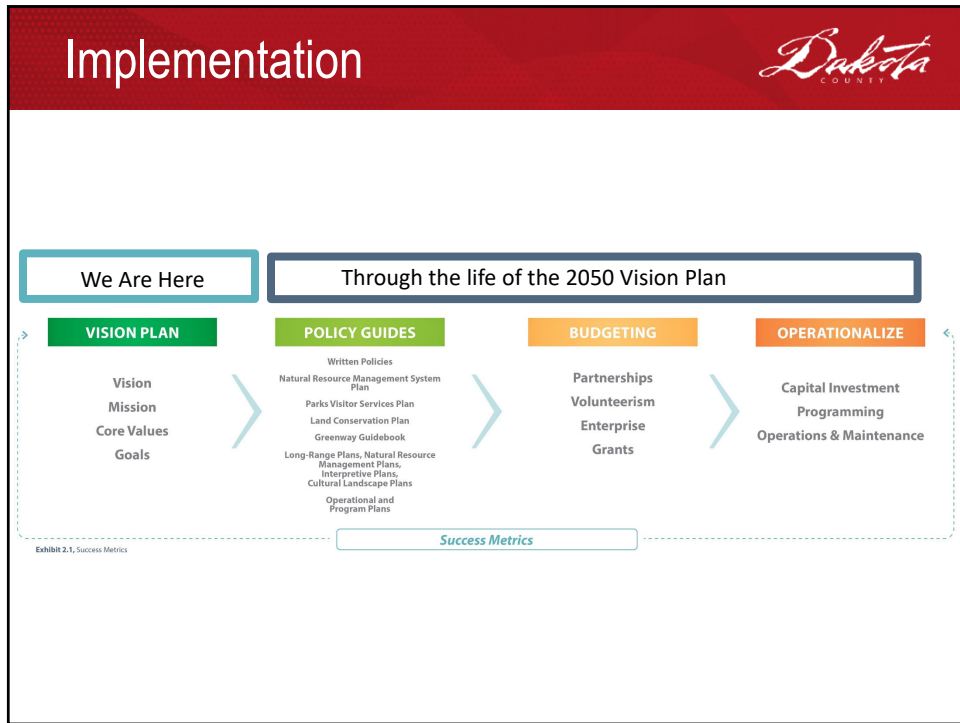 Implementation
Dakota
COUNTY
We Are Here
Through the life of the 2050 Vision Plan
VISION PLAN
Vision
Mission
Core Values
Goals
POLICY GUIDES
Written Policies
Natural Resource Management System
Plan
Parks Visitor Services Plan
Land Conservation Plan
Greenway Guidebook
Long-Range Plans, Natural Resource
Management Plans,
Interpretive Plans,
Cultural Landscape Plans
Operational and
Program Plans
BUDGETING
Partnerships
Volunteerism
Enterprise
Grants
OPERATIONALIZE
Capital Investment
Programming
Operations & Maintenance
Success Metrics
Exhibit 2.1, Success Metrics